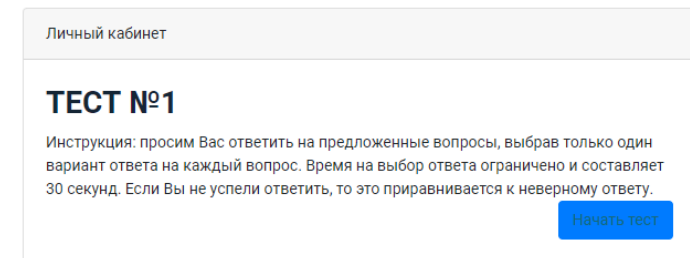 Личный кабинет
ТЕСТ №1
Инструкция: просим Вас ответить на предложенные вопросы, выбрав только один
вариант ответа на каждый вопрос. Время на выбор ответа ограничено и составляет
30 секунд. Если Вы не успели ответить, то это приравнивается к неверному ответу.
Начать тест